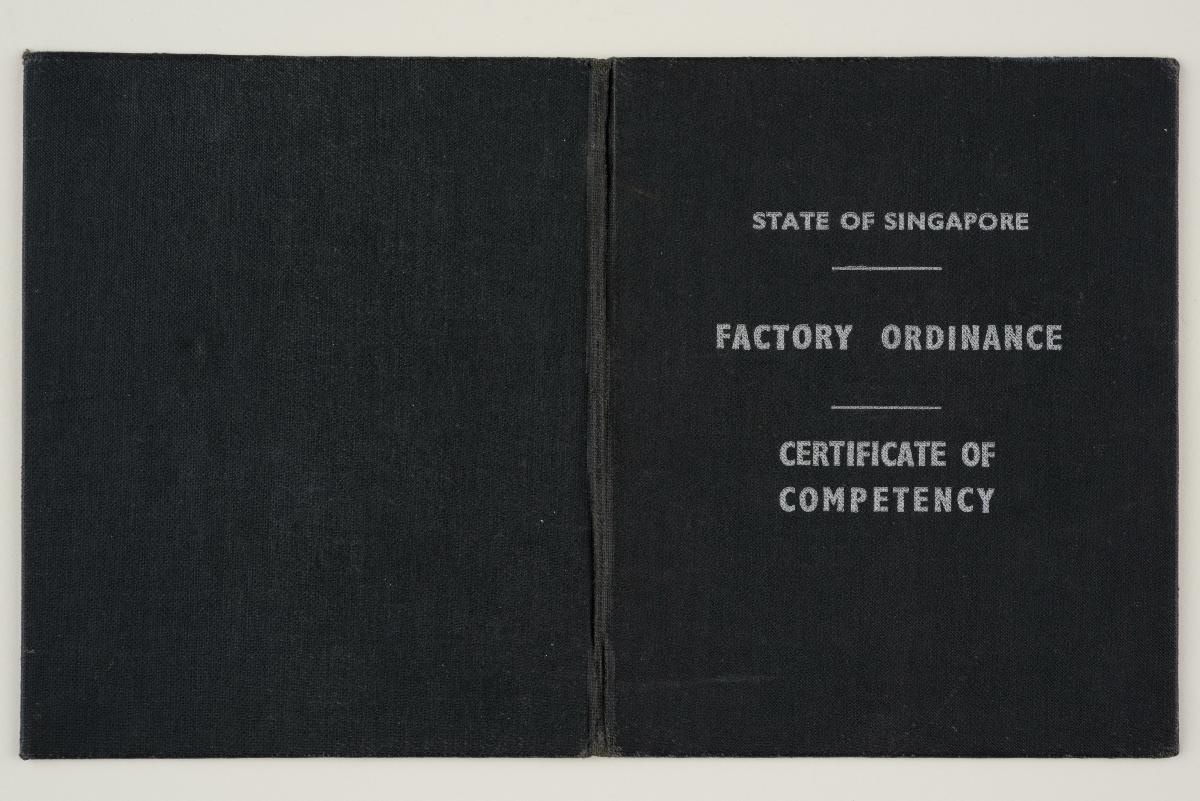 STATE OF SINGAPORE
FACTORY ORDINANCE
CERTIFICATE OF
COMPETENCY